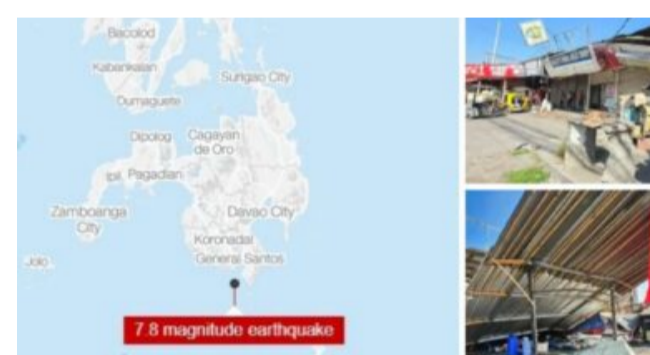 Bacolod
Kabankalan
Surigao City
Dumaguete
Dipolog
Cagayan
de Oro
Ipil
Pagadian
Zamboanga
City
Davao City
Koronadal
General Santos
Jolo
7.8 magnitude earthquake